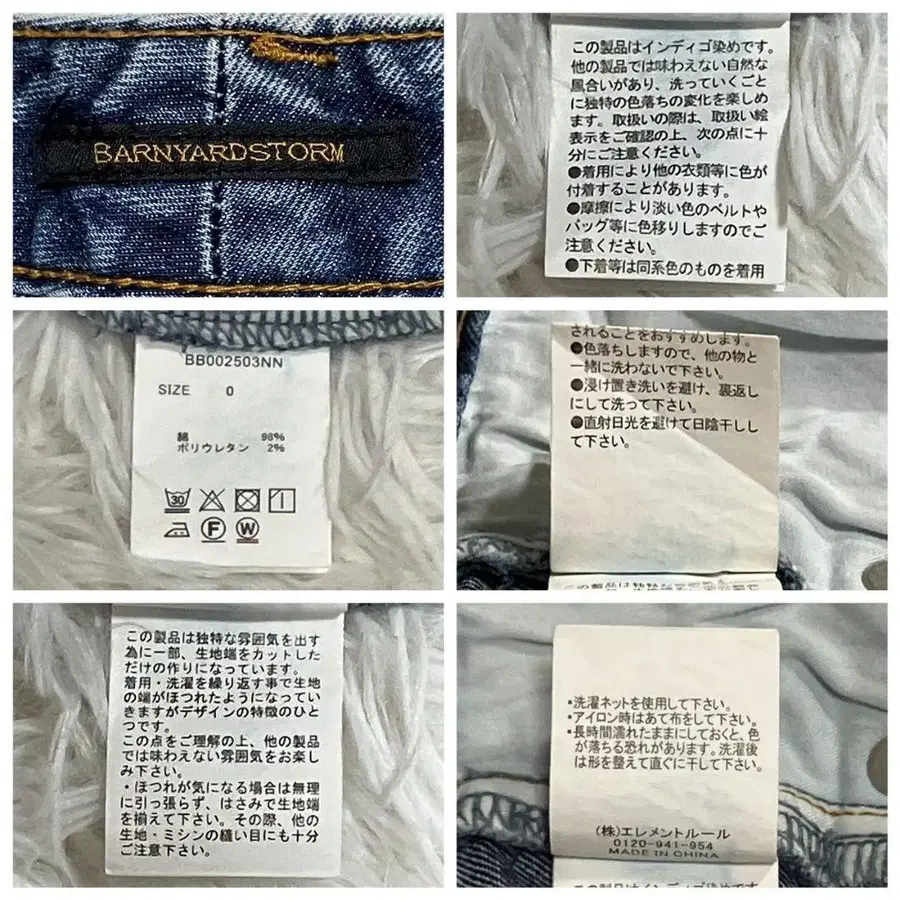 BARNYARDSTORM
この製品はインディゴ染めです。
他の製品では味わえない自然な
風合いがあり、洗っていくごと
に独特の色落ちの変化を楽しめ
ます。取扱いの際は、取扱い絵
表示をご確認の上、次の点に十
分にご注意ください。
●着用により他の衣類等に色が
付着することがあります。
●摩擦により淡い色のベルトや
バッグ等に色移りしますのでご
注意ください。
●下着等は同系色のものを着用
BB002503NN
SIZE 0
綿 98%
ポリウレタン 2%
30
F
W
されることをおすすめします。
●色落ちしますので、他の物と
一緒に洗わないで下さい。
●浸け置き洗いを避け、裏返し
にして洗って下さい。
●直射日光を避けて日陰干しし
て下さい。
この製品は独特な雰囲気を出す
為に一部、生地端をカットした
だけの作りになっています。
着用・洗濯を繰り返す事で生地
の端がほつれたようになってい
きますがデザインの特徴のひと
つです。
この点をご理解の上、他の製品
では味わえない雰囲気をお楽し
み下さい。
・ほつれが気になる場合は無理
に引っ張らず、はさみで生地端
を揃えて下さい。その際、他の
生地・ミシンの縫い目にも十分
ご注意下さい。
・洗濯ネットを使用して下さい。
・アイロン時はあて布をして下さい。
・長時間濡れたままにしておくと、色
が落ちる恐れがあります。洗濯後
は形を整えて直ぐに干して下さい。
(株)エレメントルール
0120-941-954
MADE IN CHINA
この製品はインディゴ染めです